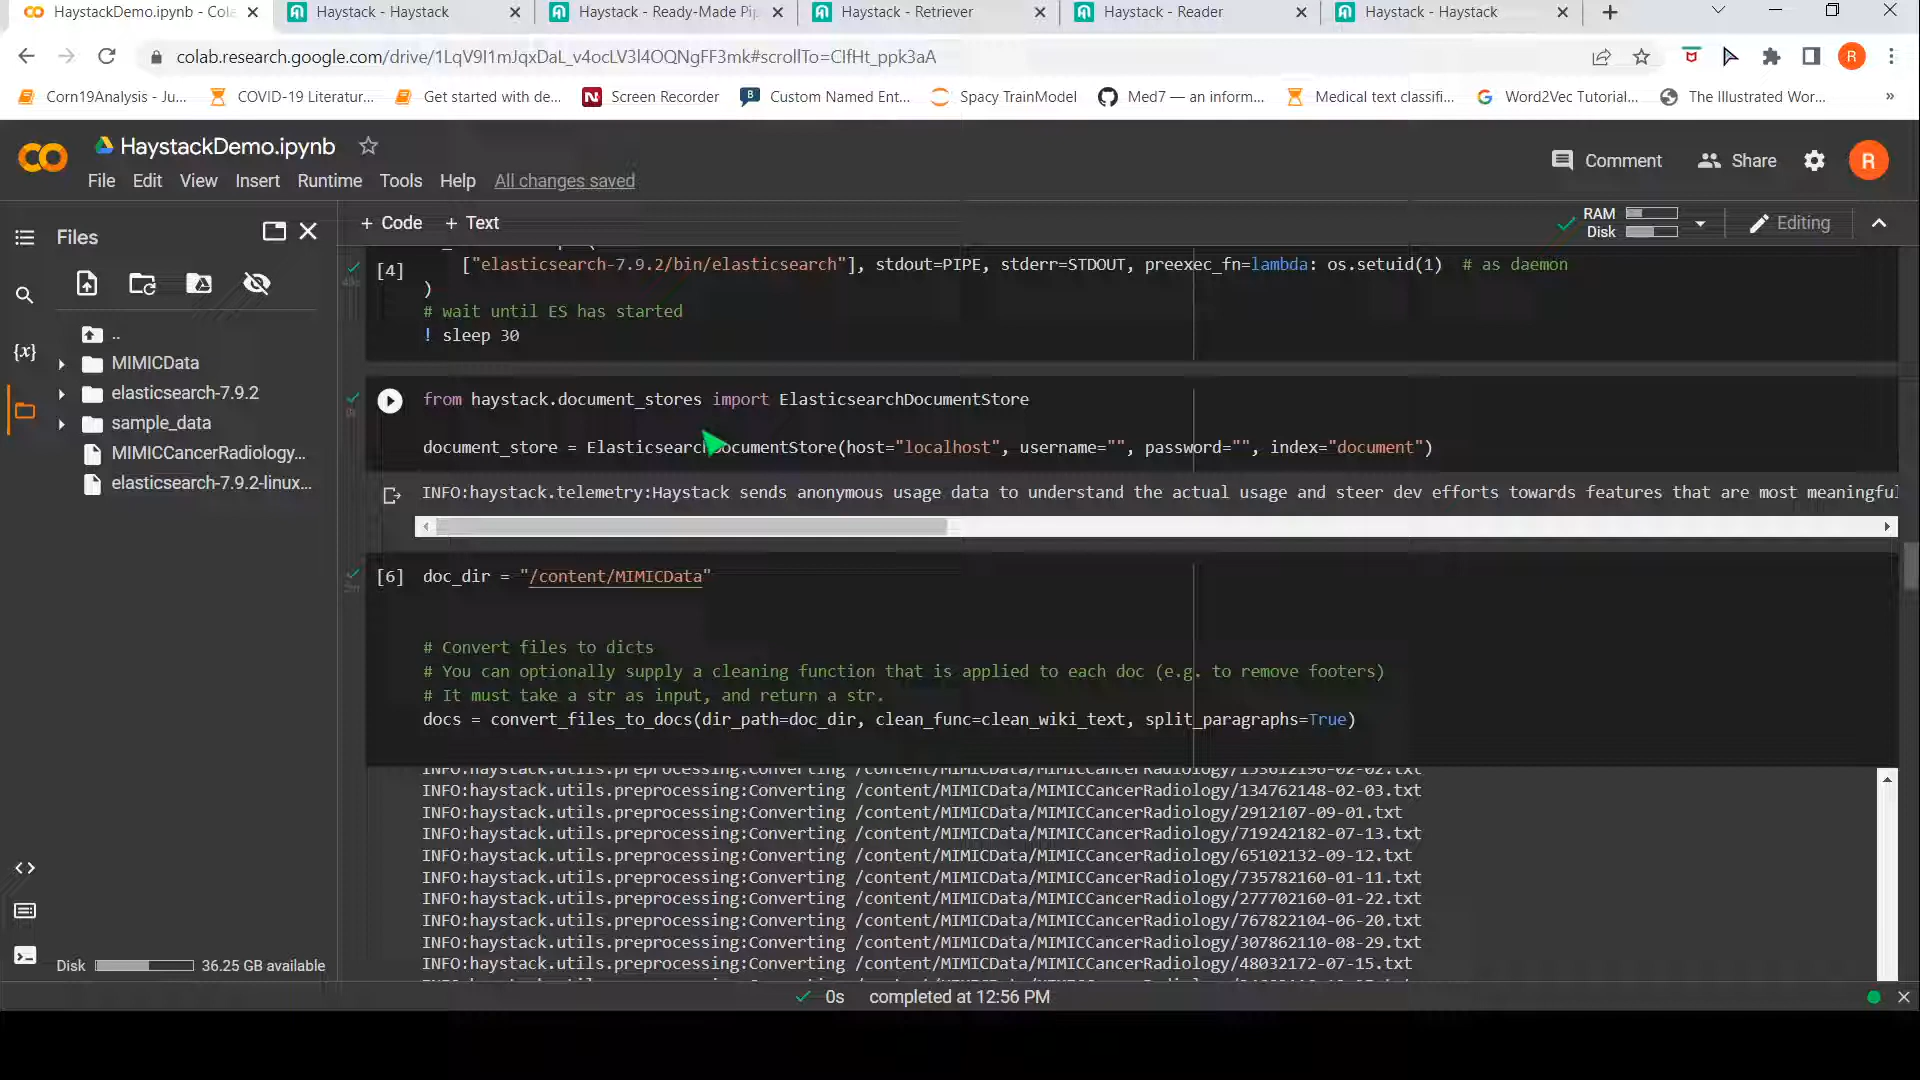 HaystackDemo.ipynb - Cola
Haystack - Haystack
Haystack - Ready-Made Pip
Haystack - Retriever
Haystack - Reader
Haystack - Haystack
colab.research.google.com/drive/1LqV9I1mJqxDaL_v4ocLV3l4OQNgFF3mk#scrollTo=ClfHt_ppk3aA
R
Corn19Analysis - Ju...
COVID-19 Literatur...
Get started with de...
Screen Recorder
Custom Named Ent...
Spacy TrainModel
Med7 — an inform...
Medical text classifi...
Word2Vec Tutorial...
The Illustrated Wor...
»
HaystackDemo.ipynb
Comment
Share
R
File Edit View Insert Runtime Tools Help All changes saved
+ Code + Text
RAM
Disk
Editing
Files
{x}
..
MIMICData
elasticsearch-7.9.2
sample_data
MIMICCancerRadiology...
elasticsearch-7.9.2-linux...
Disk 36.25 GB available
[4] ["elasticsearch-7.9.2/bin/elasticsearch"], stdout=PIPE, stderr=STDOUT, preexec_fn=lambda: os.setuid(1) # as daemon
)
# wait until ES has started
! sleep 30
from haystack.document_stores import ElasticsearchDocumentStore
document_store = ElasticsearchDocumentStore(host="localhost", username="", password="", index="document")
INFO:haystack.telemetry:Haystack sends anonymous usage data to understand the actual usage and steer dev efforts towards features that are most meaningful
[6] doc_dir = "/content/MIMICData"
# Convert files to dicts
# You can optionally supply a cleaning function that is applied to each doc (e.g. to remove footers)
# It must take a str as input, and return a str.
docs = convert_files_to_docs(dir_path=doc_dir, clean_func=clean_wiki_text, split_paragraphs=True)
INFO:haystack.utils.preprocessing:Converting /content/MIMICData/MIMICCancerRadiology/153612196-02-02.txt
INFO:haystack.utils.preprocessing:Converting /content/MIMICData/MIMICCancerRadiology/134762148-02-03.txt
INFO:haystack.utils.preprocessing:Converting /content/MIMICData/MIMICCancerRadiology/2912107-09-01.txt
INFO:haystack.utils.preprocessing:Converting /content/MIMICData/MIMICCancerRadiology/719242182-07-13.txt
INFO:haystack.utils.preprocessing:Converting /content/MIMICData/MIMICCancerRadiology/65102132-09-12.txt
INFO:haystack.utils.preprocessing:Converting /content/MIMICData/MIMICCancerRadiology/735782160-01-11.txt
INFO:haystack.utils.preprocessing:Converting /content/MIMICData/MIMICCancerRadiology/277702160-01-22.txt
INFO:haystack.utils.preprocessing:Converting /content/MIMICData/MIMICCancerRadiology/767822104-06-20.txt
INFO:haystack.utils.preprocessing:Converting /content/MIMICData/MIMICCancerRadiology/307862110-08-29.txt
INFO:haystack.utils.preprocessing:Converting /content/MIMICData/MIMICCancerRadiology/48032172-07-15.txt
0s completed at 12:56 PM